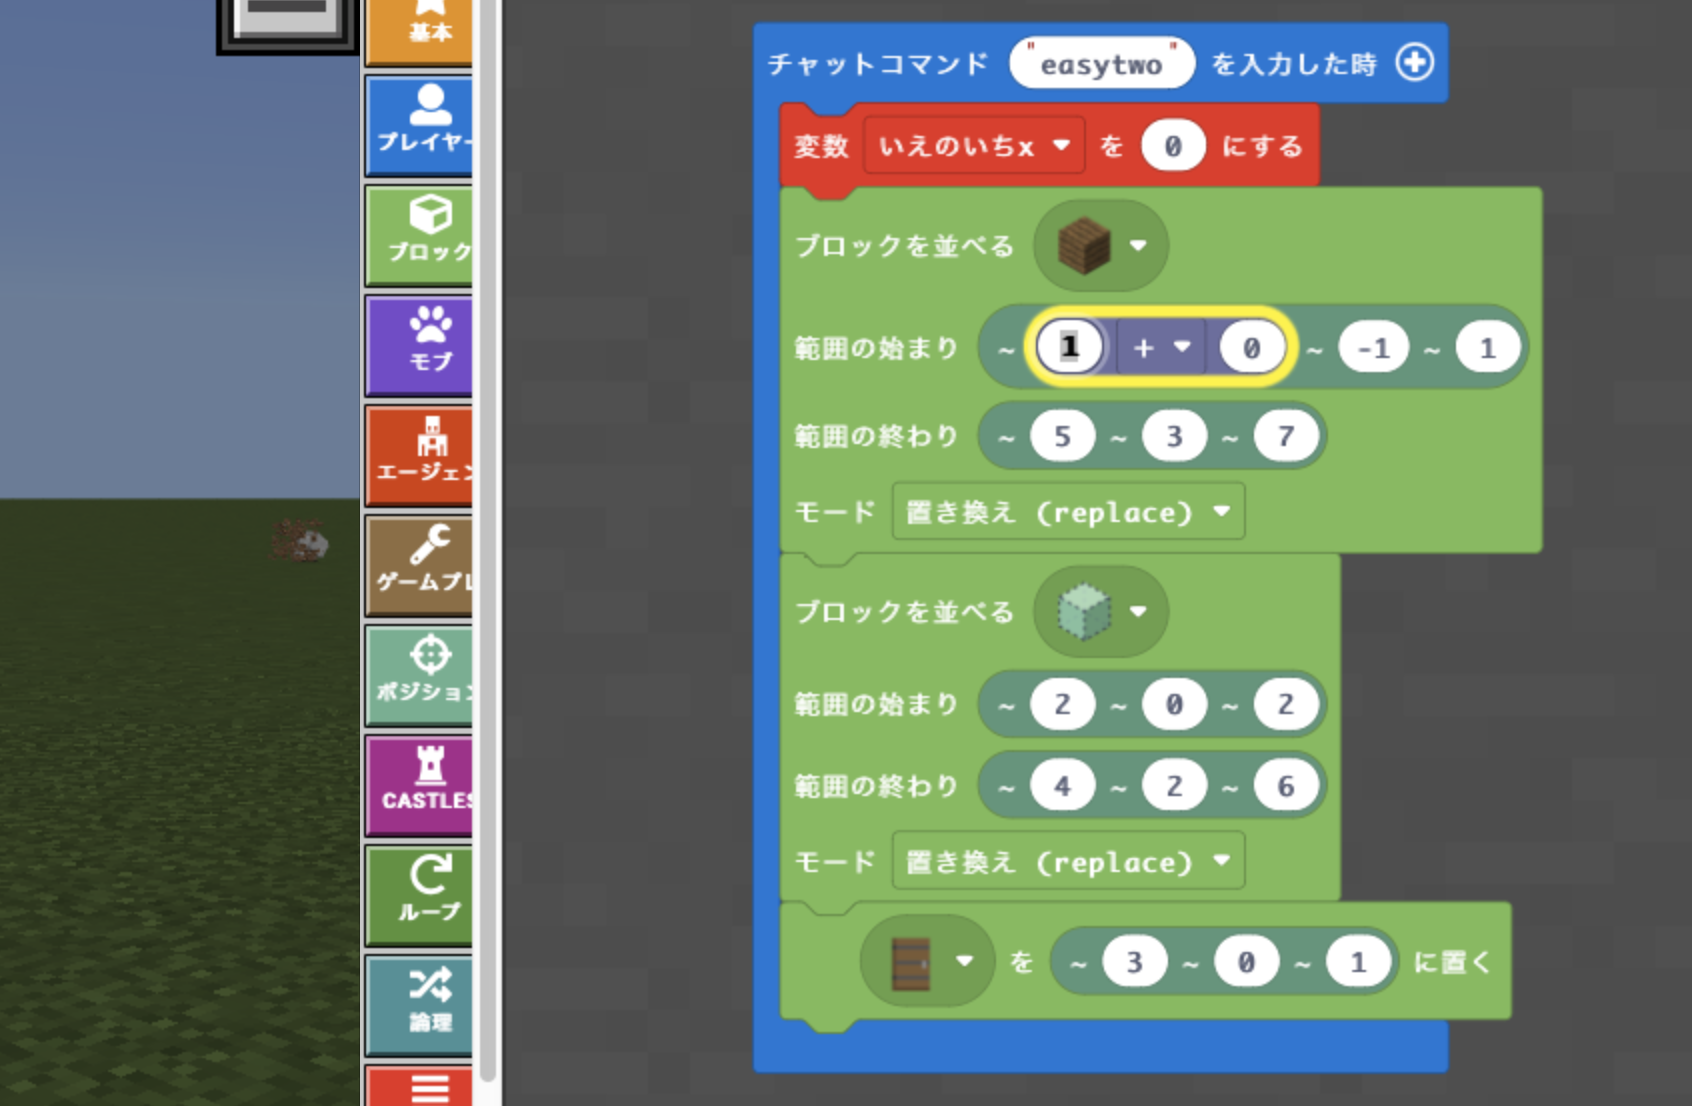 基本
プレイヤー
ブロック
モブ
エージェン
ゲームプレ
ポジション
CASTLES
ループ
論理
チャットコマンド "easytwo" を入力した時
変数 いえのいちx を 0 にする
ブロックを並べる
範囲の始まり ~ 1 + 0 ~ -1 ~ 1
範囲の終わり ~ 5 ~ 3 ~ 7
モード 置き換え (replace)
ブロックを並べる
範囲の始まり ~ 2 ~ 0 ~ 2
範囲の終わり ~ 4 ~ 2 ~ 6
モード 置き換え (replace)
を ~ 3 ~ 0 ~ 1 に置く